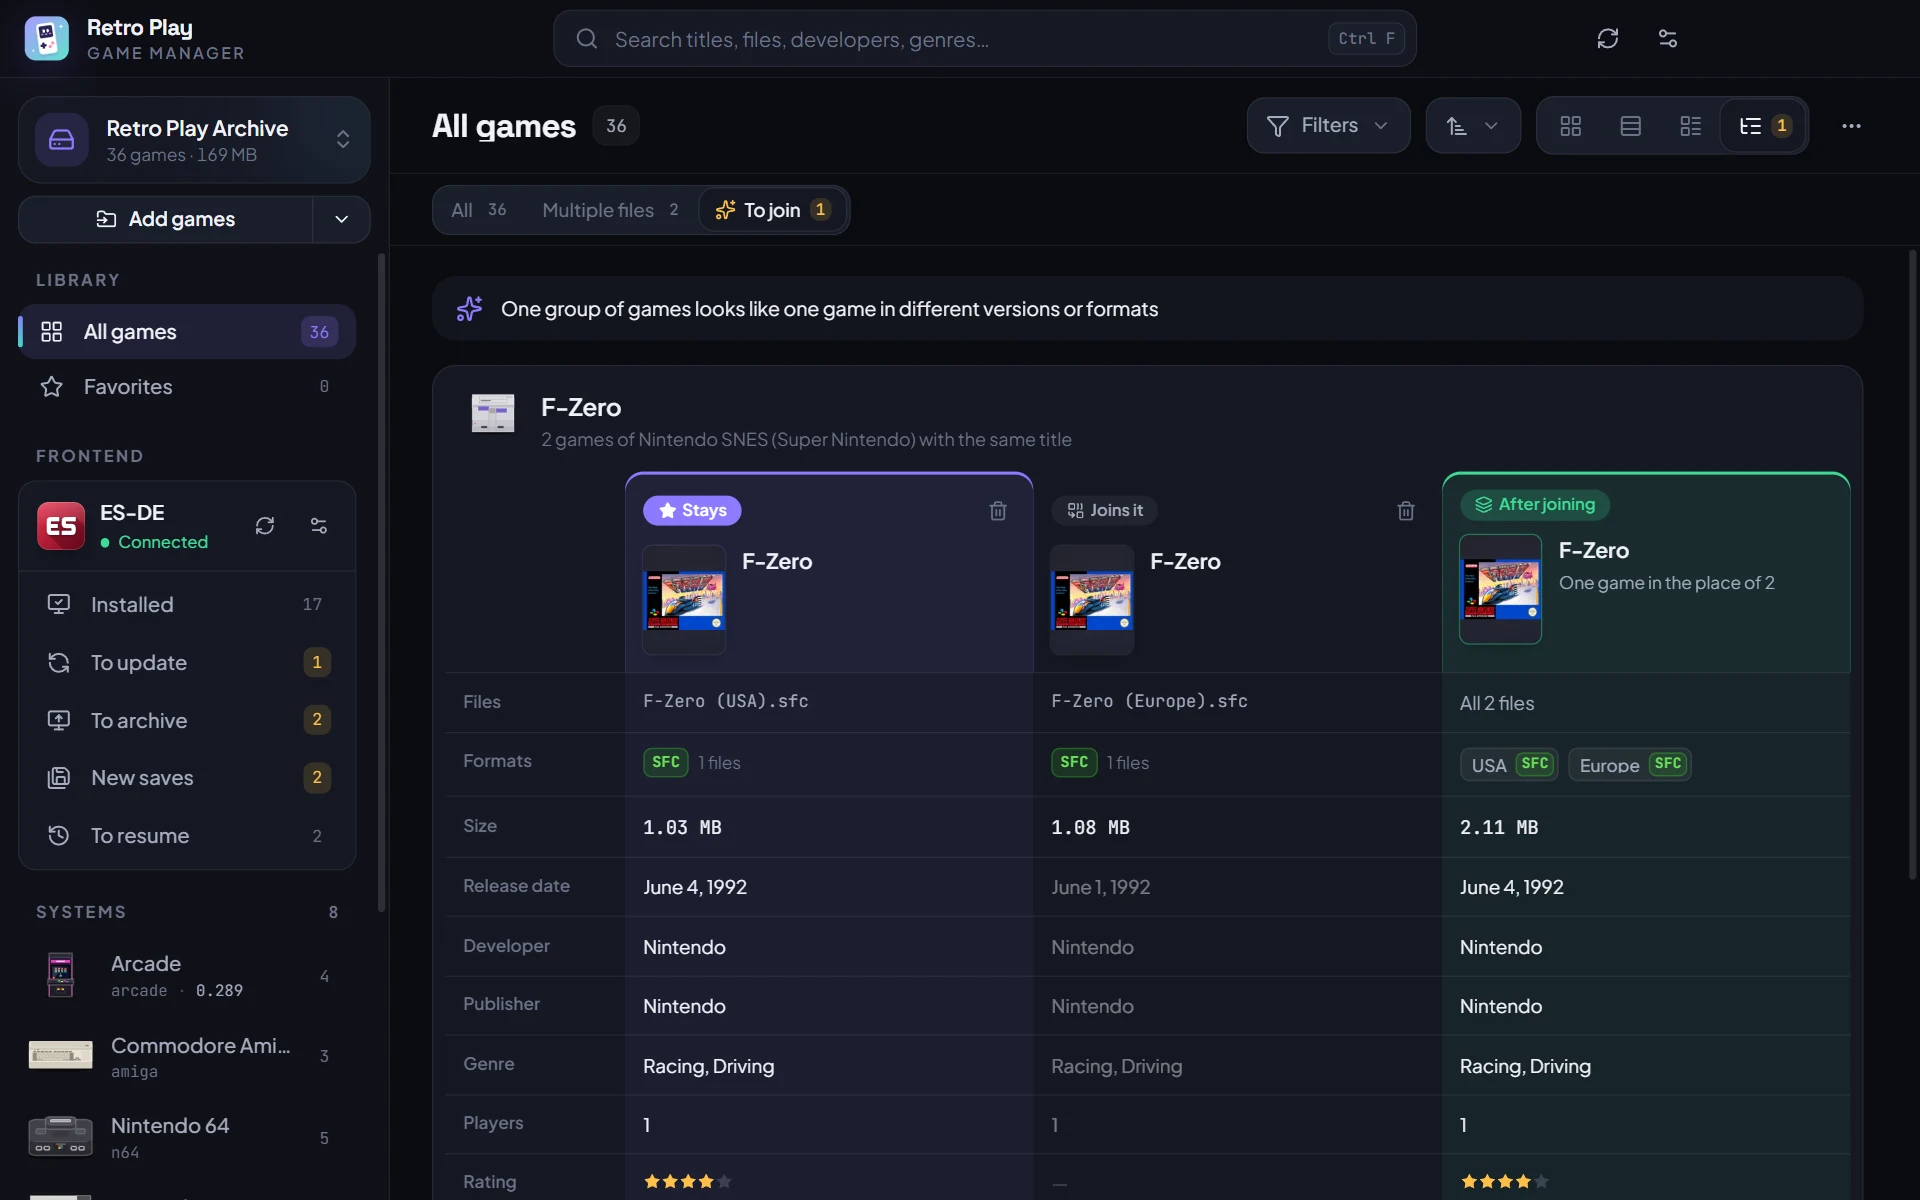 Retro Play
GAME MANAGER
Search titles, files, developers, genres...
Ctrl F
Retro Play Archive
36 games · 169 MB
Add games
LIBRARY
All games 36
Favorites 0
FRONTEND
ES
ES-DE
Connected
Installed 17
To update 1
To archive 2
New saves 2
To resume 2
SYSTEMS 8
Arcade
arcade · 0.289
4
Commodore Ami...
amiga
3
Nintendo 64
n64
5
All games 36
Filters
1
All 36
Multiple files 2
To join 1
One group of games looks like one game in different versions or formats
F-Zero
2 games of Nintendo SNES (Super Nintendo) with the same title
Stays
F-Zero
Joins it
F-Zero
After joining
F-Zero
One game in the place of 2
Files F-Zero (USA).sfc F-Zero (Europe).sfc All 2 files
Formats SFC 1 files SFC 1 files USA SFC Europe SFC
Size 1.03 MB 1.08 MB 2.11 MB
Release date June 4, 1992 June 1, 1992 June 4, 1992
Developer Nintendo Nintendo Nintendo
Publisher Nintendo Nintendo Nintendo
Genre Racing, Driving Racing, Driving Racing, Driving
Players 1 1 1
Rating —